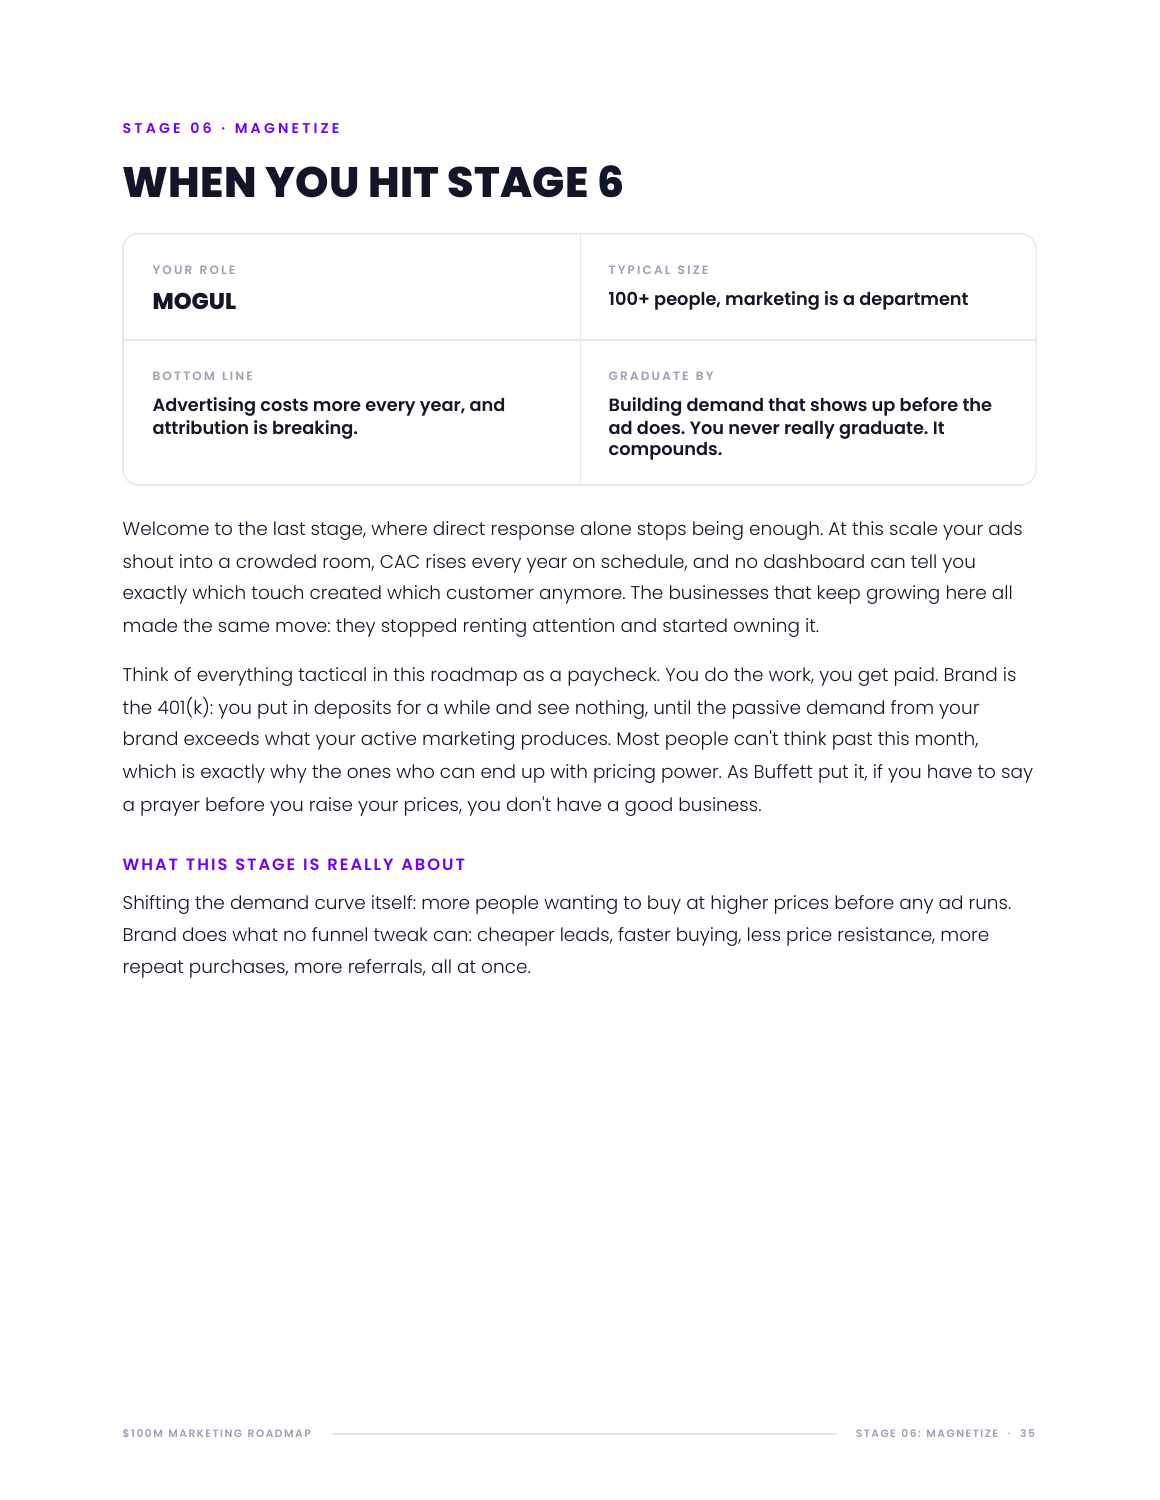 STAGE 06 · MAGNETIZE
WHEN YOU HIT STAGE 6
YOUR ROLE
MOGUL
TYPICAL SIZE
100+ people, marketing is a department
BOTTOM LINE
Advertising costs more every year, and
attribution is breaking.
GRADUATE BY
Building demand that shows up before the
ad does. You never really graduate. It
compounds.
Welcome to the last stage, where direct response alone stops being enough. At this scale your ads
shout into a crowded room, CAC rises every year on schedule, and no dashboard can tell you
exactly which touch created which customer anymore. The businesses that keep growing here all
made the same move: they stopped renting attention and started owning it.
Think of everything tactical in this roadmap as a paycheck. You do the work, you get paid. Brand is
the 401(k): you put in deposits for a while and see nothing, until the passive demand from your
brand exceeds what your active marketing produces. Most people can't think past this month,
which is exactly why the ones who can end up with pricing power. As Buffett put it, if you have to say
a prayer before you raise your prices, you don't have a good business.
WHAT THIS STAGE IS REALLY ABOUT
Shifting the demand curve itself: more people wanting to buy at higher prices before any ad runs.
Brand does what no funnel tweak can: cheaper leads, faster buying, less price resistance, more
repeat purchases, more referrals, all at once.
$100M MARKETING ROADMAP
STAGE 06: MAGNETIZE · 35